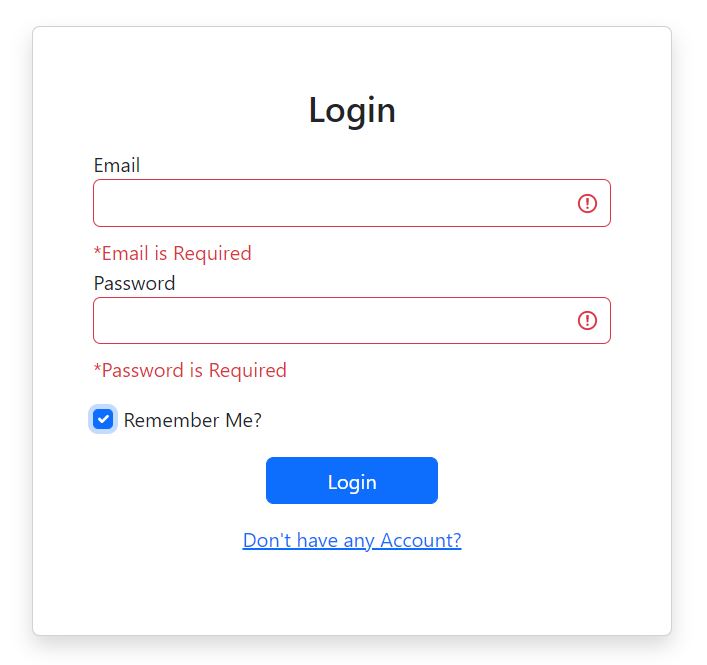 Login
Email
*Email is Required
Password
*Password is Required
Remember Me?
Login
Don't have any Account?